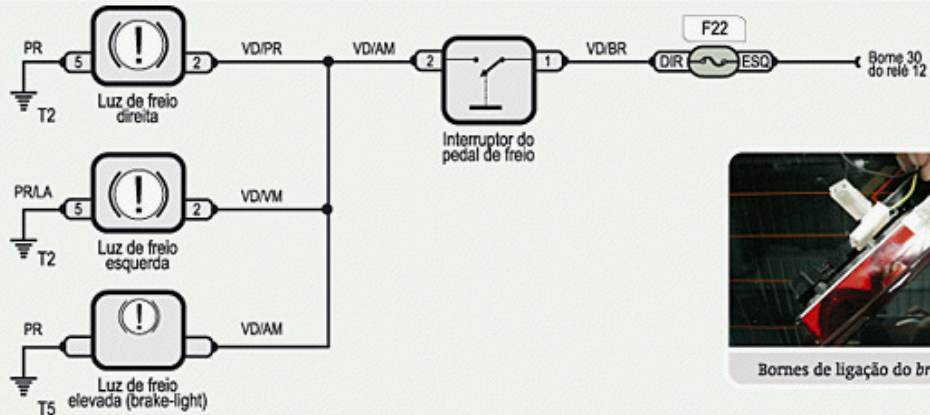 F22
PR
5
2
VD/PR
VD/AM
2
1
VD/BR
DIR
ESQ
Borne 30
do relé 12
T2
Luz de freio
direita
Interruptor do
pedal de freio
PR/LA
5
2
VD/VM
T2
Luz de freio
esquerda
PR
VD/AM
T5
Luz de freio
elevada (brake-light)
Bornes de ligação do